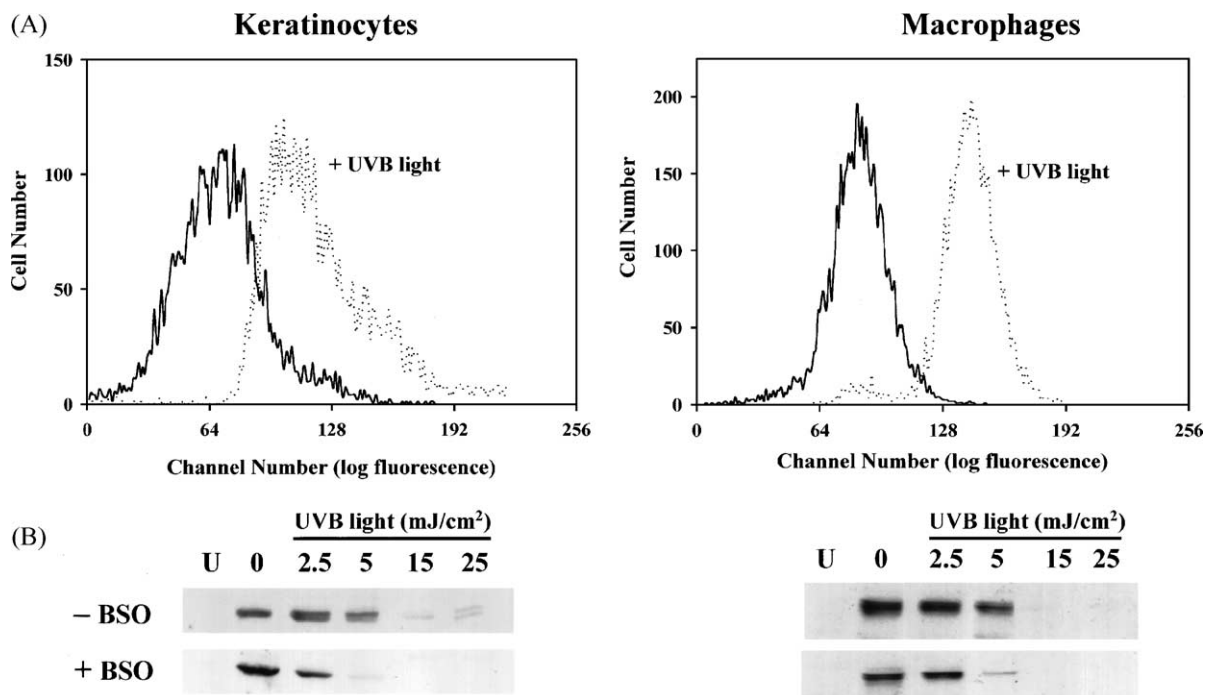 (A)
Keratinocytes
Macrophages
150
100
50
0
Cell Number
+ UVB light
0 64 128 192 256
Channel Number (log fluorescence)
200
150
100
50
0
Cell Number
+ UVB light
0 64 128 192 256
Channel Number (log fluorescence)
(B)
UVB light (mJ/cm²)
U 0 2.5 5 15 25
– BSO
+ BSO
UVB light (mJ/cm²)
U 0 2.5 5 15 25